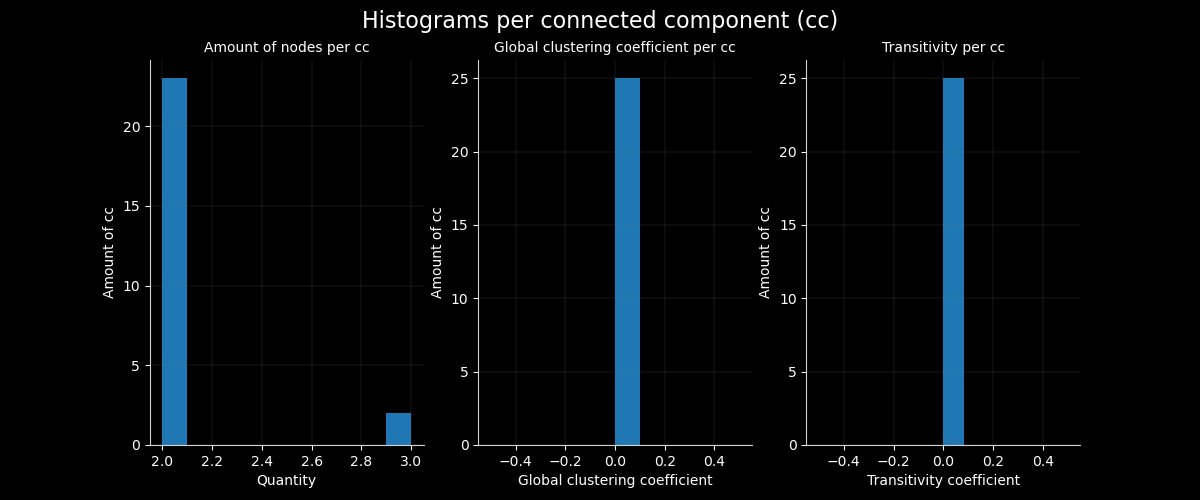 Histograms per connected component (cc)
Amount of nodes per cc
Global clustering coefficient per cc
Transitivity per cc
Amount of cc
20
15
10
5
0
2.0 2.2 2.4 2.6 2.8 3.0
Quantity
Amount of cc
25
20
15
10
5
0
−0.4 −0.2 0.0 0.2 0.4
Global clustering coefficient
Amount of cc
25
20
15
10
5
0
−0.4 −0.2 0.0 0.2 0.4
Transitivity coefficient